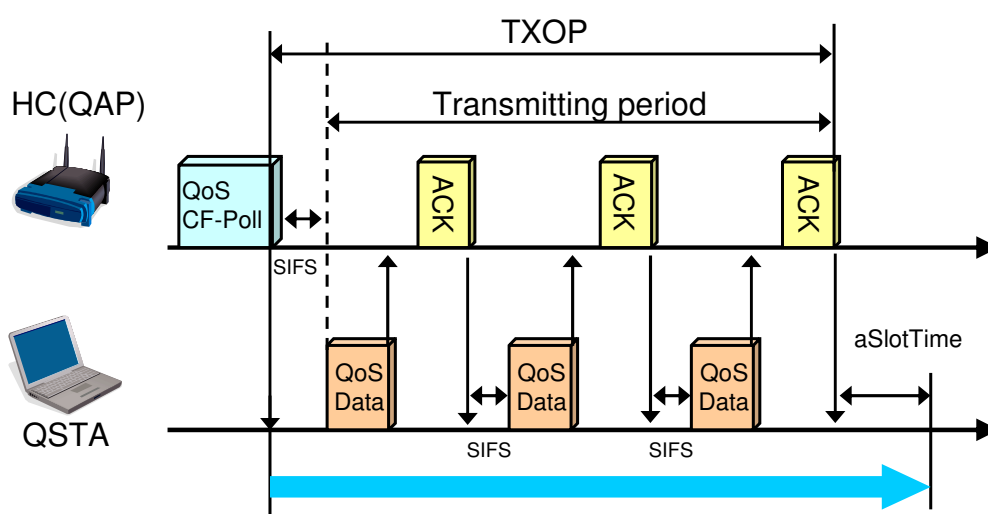 TXOP
HC(QAP)
Transmitting period
QoS
CF-Poll
ACK
ACK
ACK
SIFS
aSlotTime
QoS
Data
QoS
Data
QoS
Data
QSTA
SIFS
SIFS